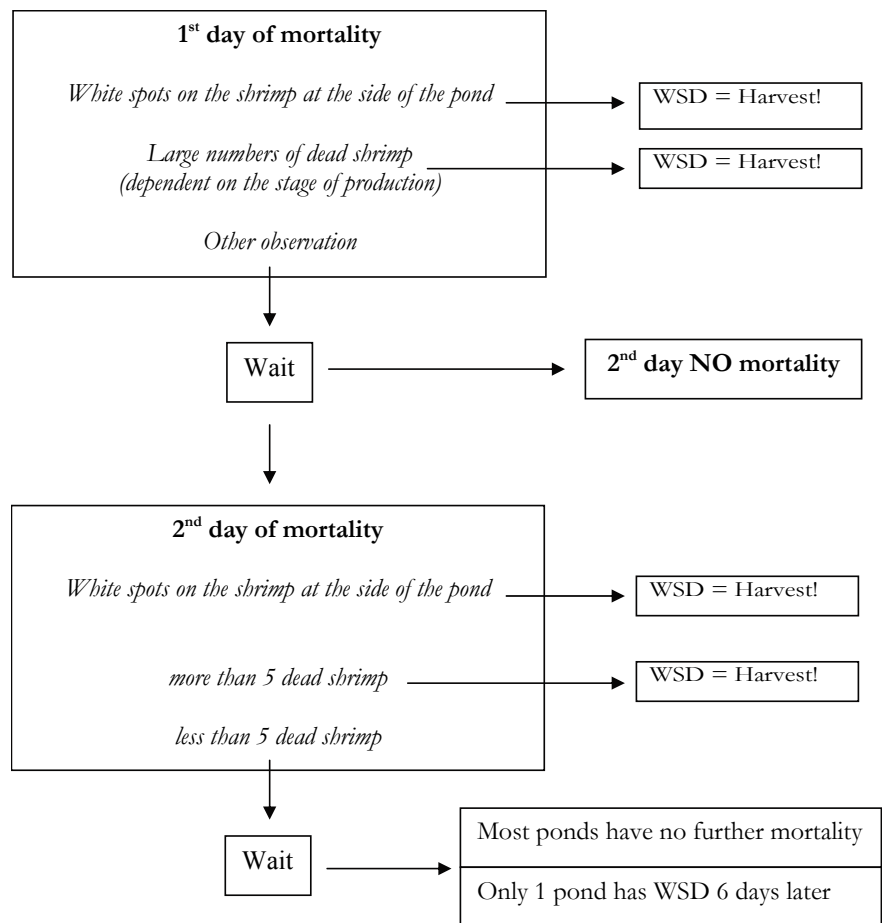 1st day of mortality
White spots on the shrimp at the side of the pond
WSD = Harvest!
Large numbers of dead shrimp
(dependent on the stage of production)
WSD = Harvest!
Other observation
Wait
2nd day NO mortality
2nd day of mortality
White spots on the shrimp at the side of the pond
WSD = Harvest!
more than 5 dead shrimp
WSD = Harvest!
less than 5 dead shrimp
Wait
Most ponds have no further mortality
Only 1 pond has WSD 6 days later